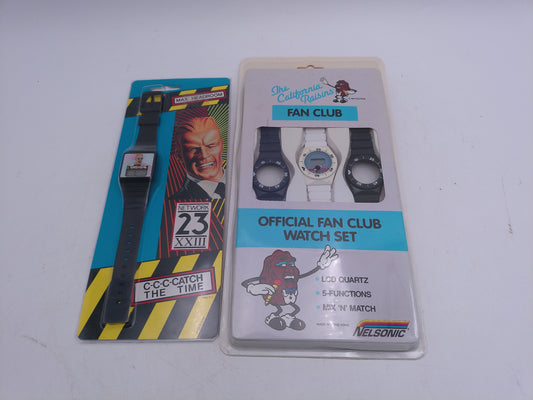 MAX HEADROOM
NETWORK
23
XXIII
C-C-C-CATCH
THE TIME
The
California
Raisins
FAN CLUB
OFFICIAL FAN CLUB
WATCH SET
• LCD QUARTZ
• 5-FUNCTIONS
• MIX 'N' MATCH
NELSONIC